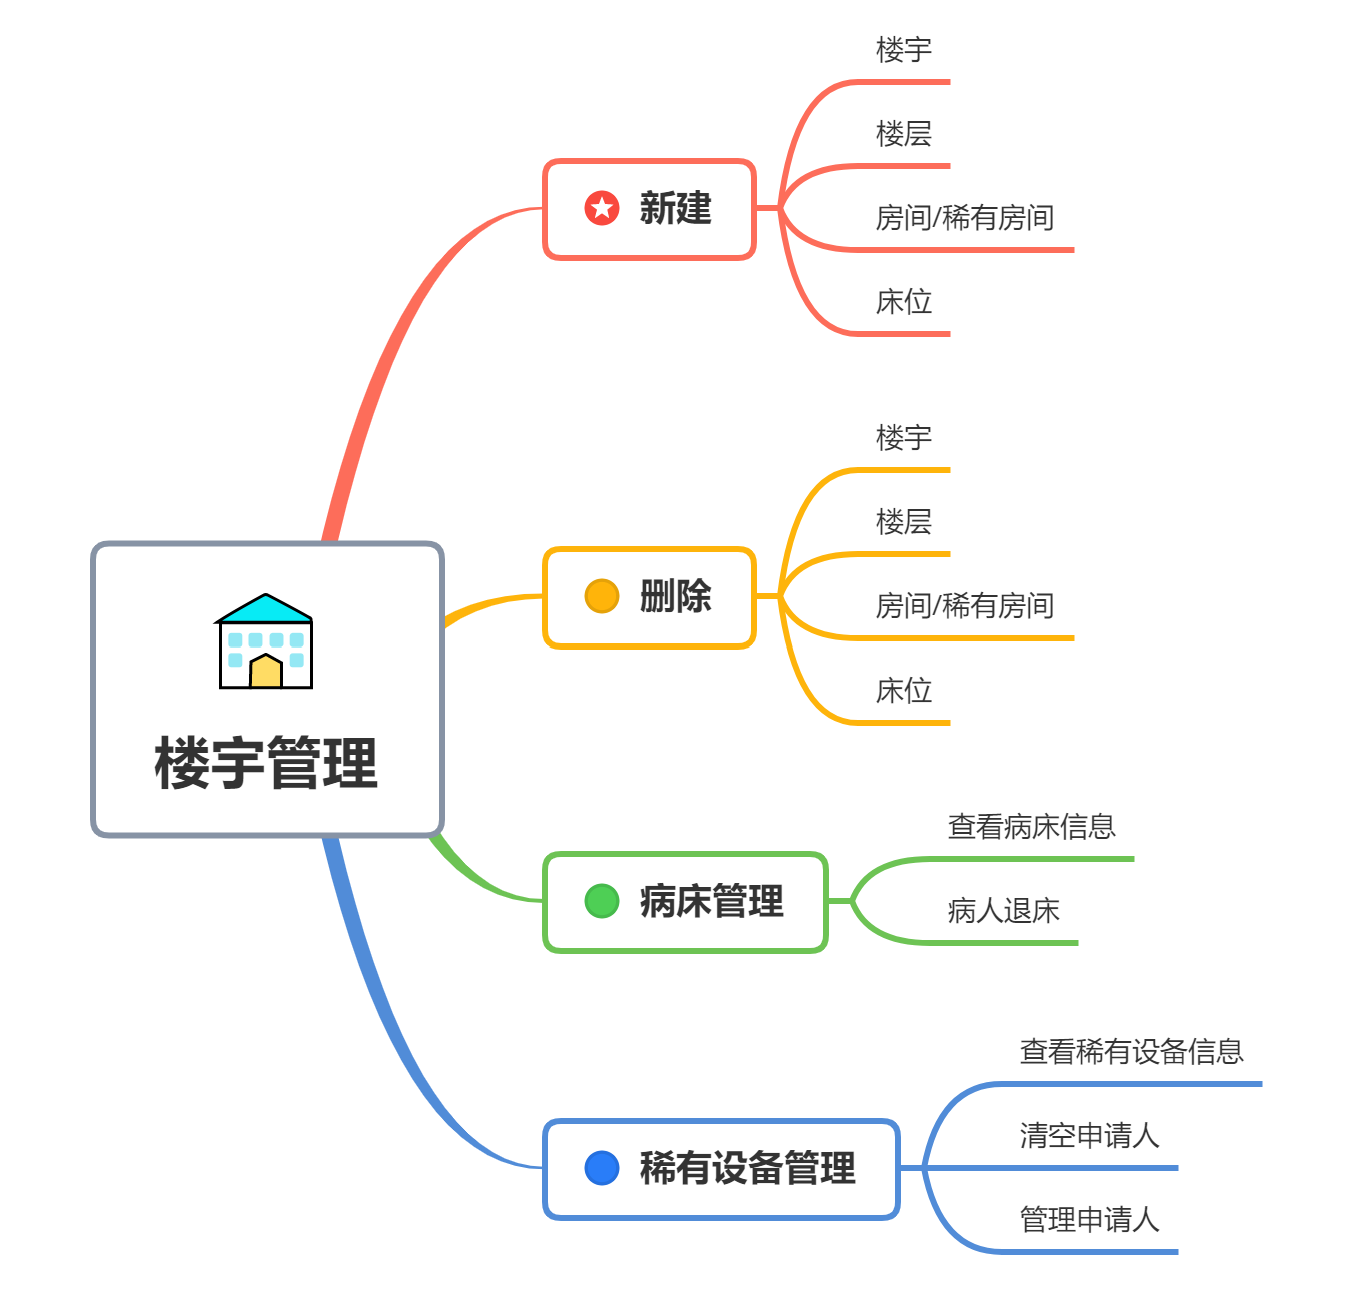 楼宇管理
新建
楼宇
楼层
房间/稀有房间
床位
删除
楼宇
楼层
房间/稀有房间
床位
病床管理
查看病床信息
病人退床
稀有设备管理
查看稀有设备信息
清空申请人
管理申请人